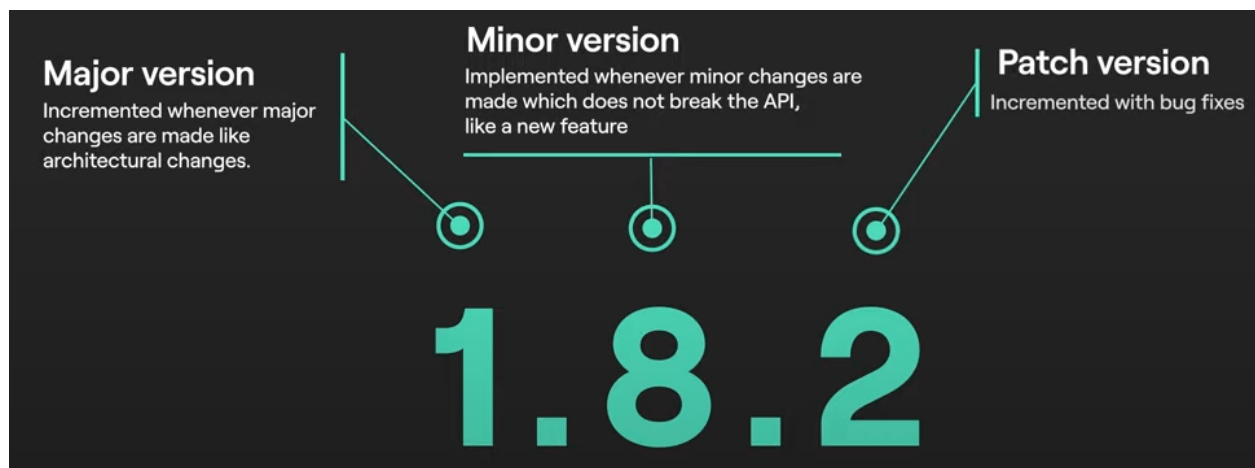 Major version
Incremented whenever major
changes are made like
architectural changes.
Minor version
Implemented whenever minor changes are
made which does not break the API,
like a new feature
Patch version
Incremented with bug fixes
1.8.2